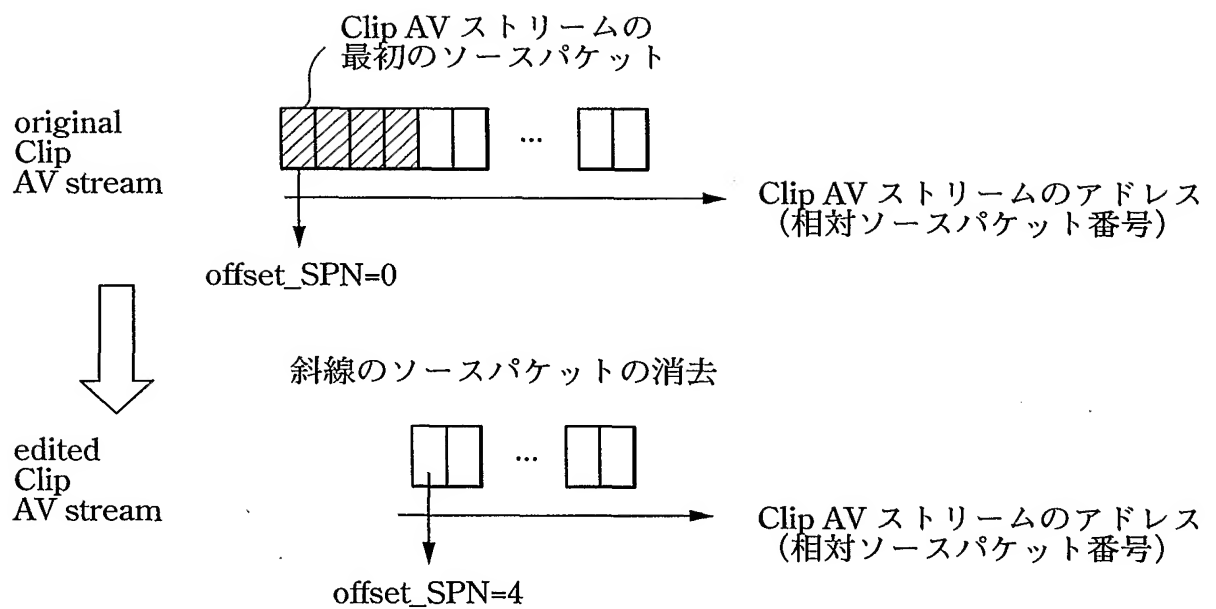 Clip AV ストリームの
最初のソースパケット
original
Clip
AV stream
...
Clip AV ストリームのアドレス
（相対ソースパケット番号）
offset_SPN=0
斜線のソースパケットの消去
edited
Clip
AV stream
...
Clip AV ストリームのアドレス
（相対ソースパケット番号）
offset_SPN=4